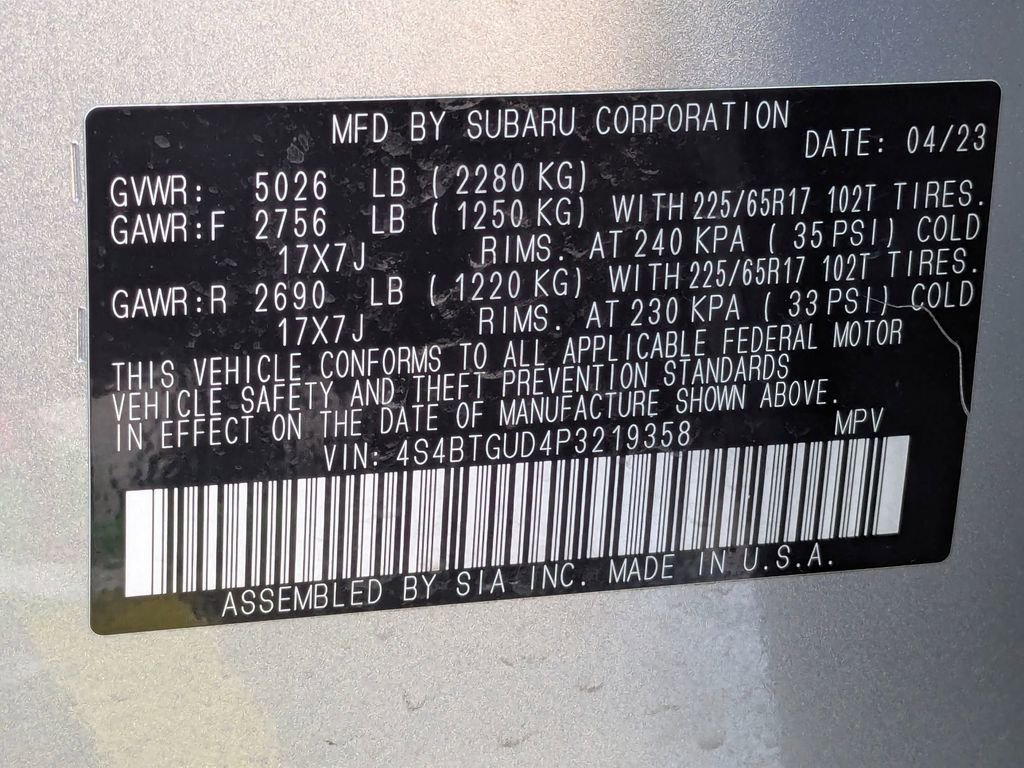 MFD BY SUBARU CORPORATION
DATE: 04/23
GVWR: 5026 LB (2280 KG)
GAWR:F 2756 LB (1250 KG) WITH 225/65R17 102T TIRES.
17X7J RIMS. AT 240 KPA (35 PSI) COLD
GAWR:R 2690 LB (1220 KG) WITH 225/65R17 102T TIRES.
17X7J RIMS. AT 230 KPA (33 PSI) COLD
THIS VEHICLE CONFORMS TO ALL APPLICABLE FEDERAL MOTOR
VEHICLE SAFETY AND THEFT PREVENTION STANDARDS
IN EFFECT ON THE DATE OF MANUFACTURE SHOWN ABOVE.
VIN: 4S4BTGUD4P3219358 MPV
ASSEMBLED BY SIA INC. MADE IN U.S.A.